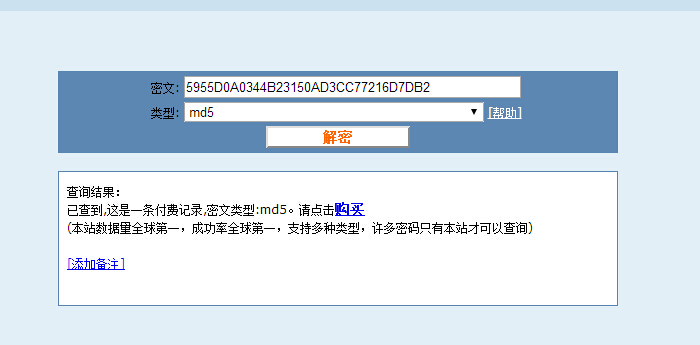 密文: 5955D0A0344B23150AD3CC77216D7DB2
类型: md5 [帮助]
解密
查询结果:
已查到,这是一条付费记录,密文类型:md5。请点击购买
(本站数据量全球第一，成功率全球第一，支持多种类型，许多密码只有本站才可以查询)
[添加备注]